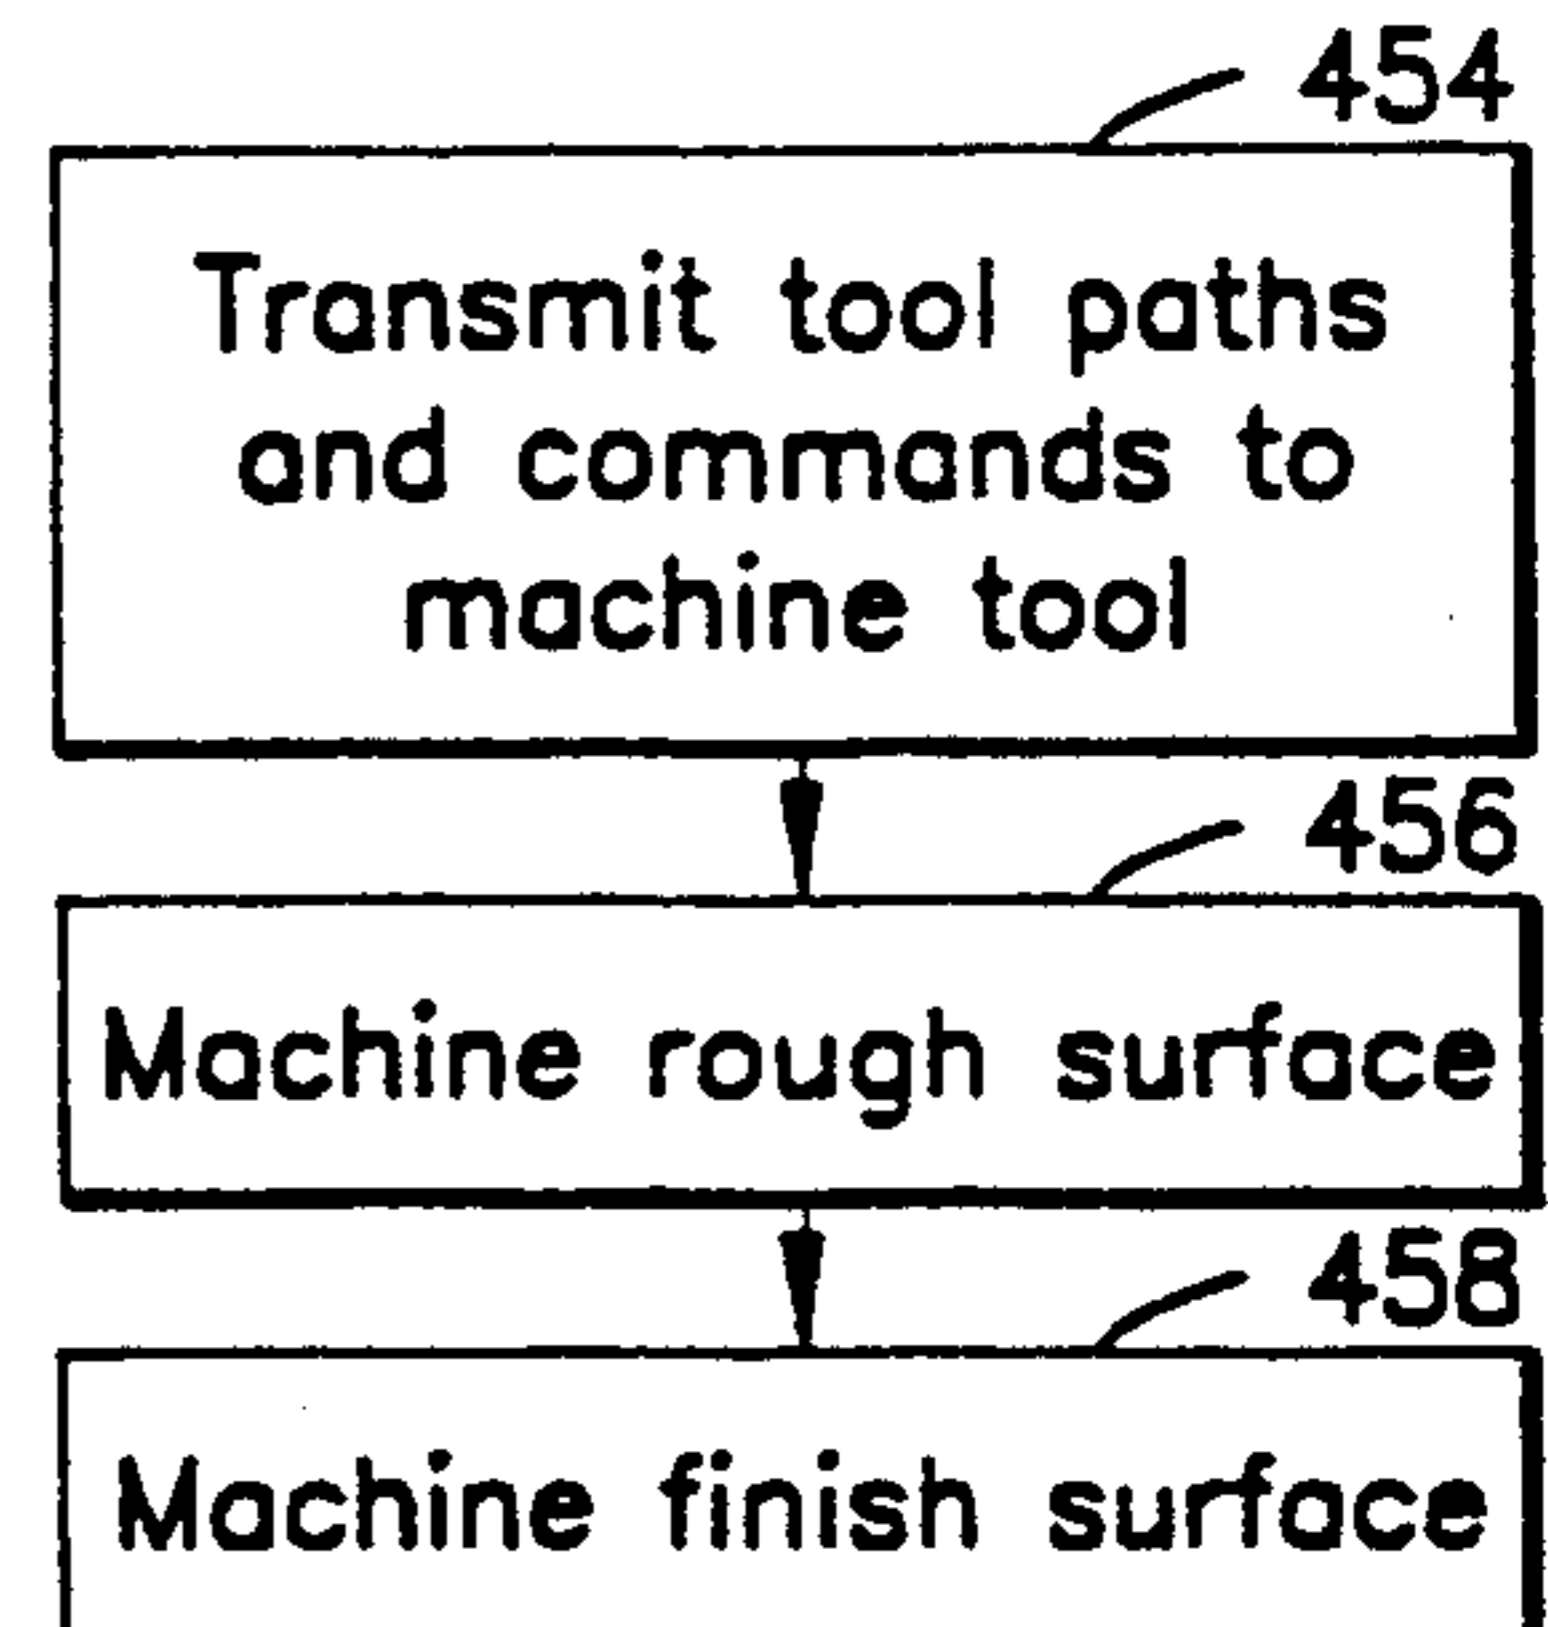 454
Transmit tool paths
and commands to
machine tool
456
Machine rough surface
458
Machine finish surface